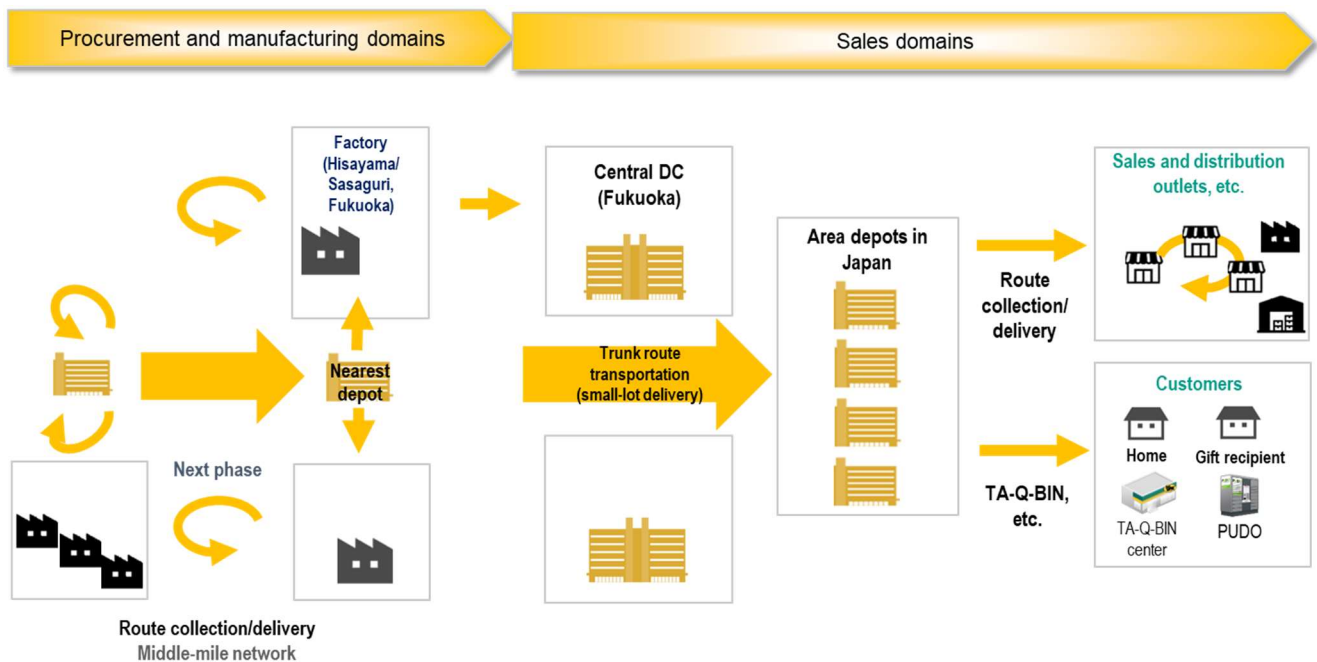 Procurement and manufacturing domains
Sales domains
Factory
(Hisayama/
Sasaguri,
Fukuoka)
Central DC
(Fukuoka)
Area depots in
Japan
Sales and distribution
outlets, etc.
Route
collection/
delivery
Nearest
depot
Trunk route
transportation
(small-lot delivery)
Customers
Home
Gift recipient
TA-Q-BIN
center
PUDO
TA-Q-BIN,
etc.
Next phase
Route collection/delivery
Middle-mile network